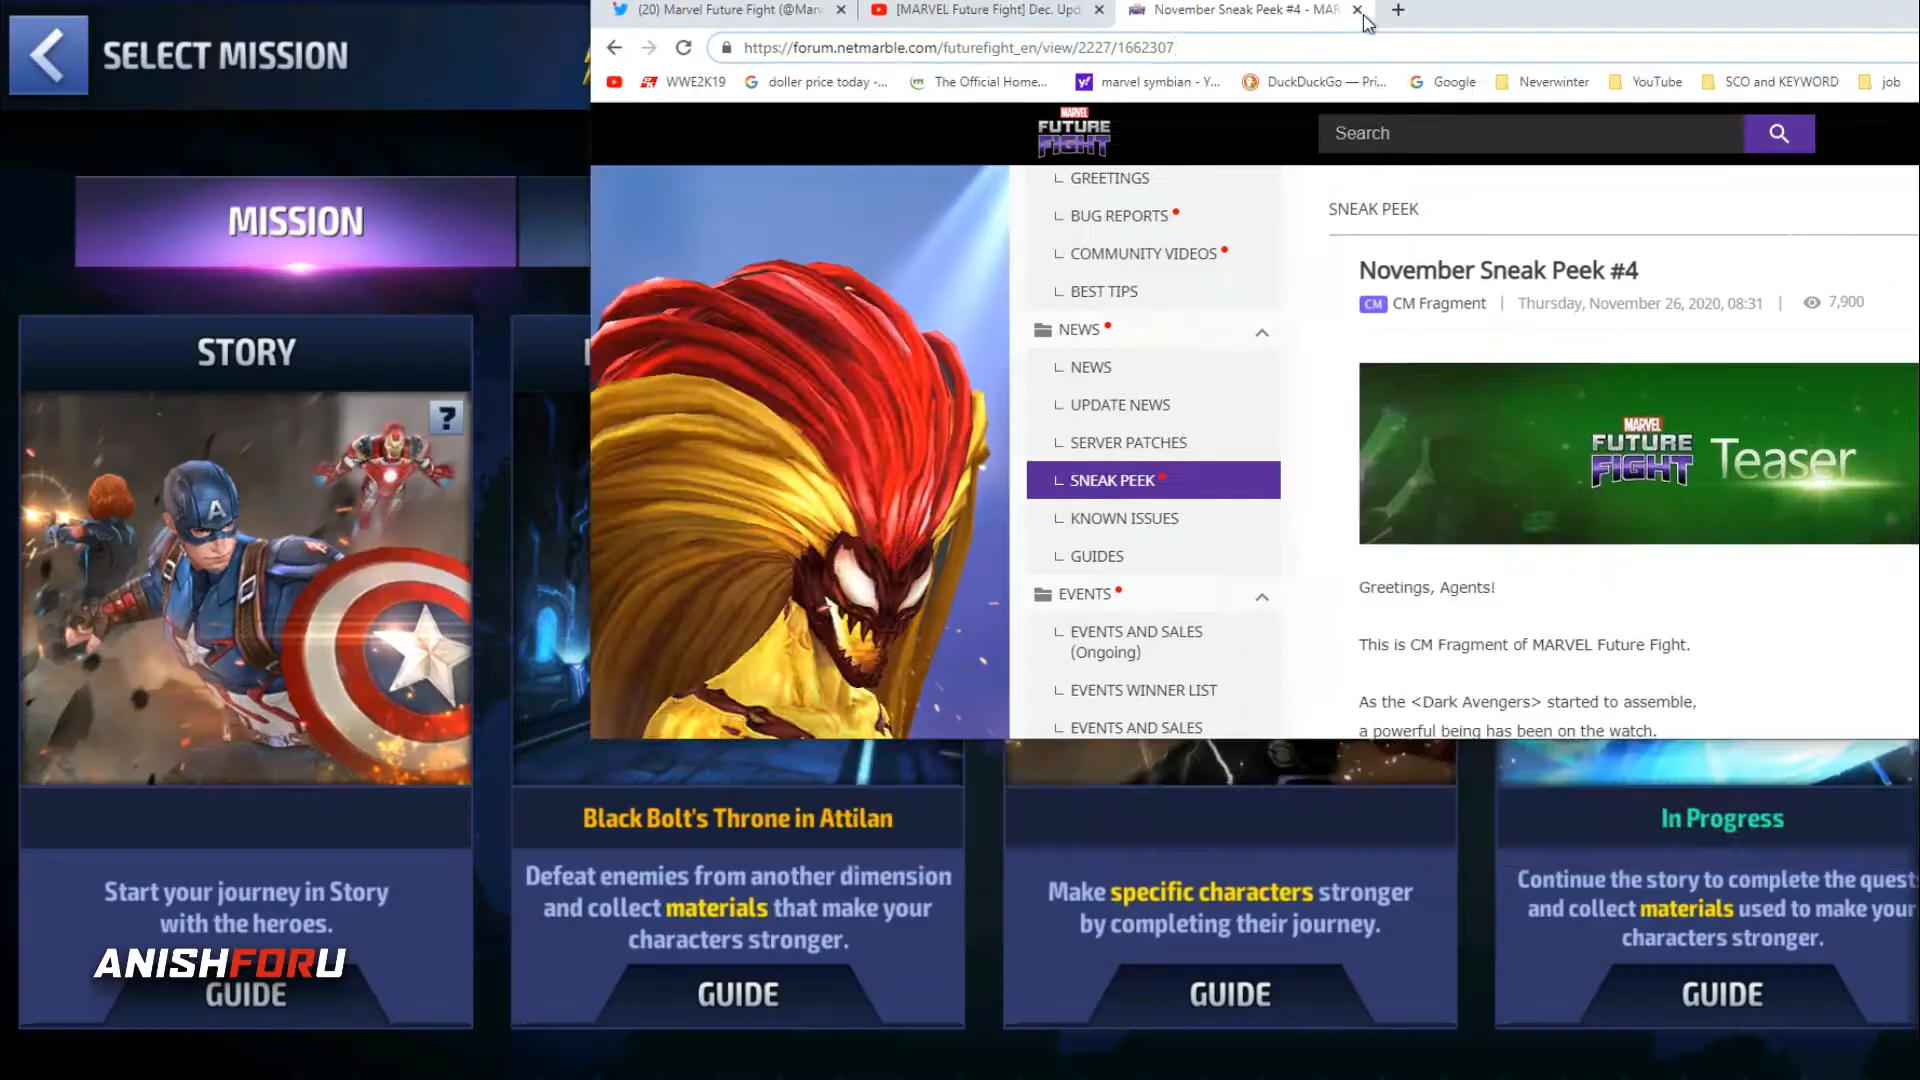 (20) Marvel Future Fight (@Marv
[MARVEL Future Fight] Dec. Upd
November Sneak Peek #4 - MAR
SELECT MISSION
https://forum.netmarble.com/futurefight_en/view/2227/1662307
WWE2K19
doller price today -...
The Official Home...
marvel symbian - Y...
DuckDuckGo — Pri...
Google
Neverwinter
YouTube
SCO and KEYWORD
job
MARVEL
FUTURE
FIGHT
Search
MISSION
GREETINGS
BUG REPORTS
COMMUNITY VIDEOS
BEST TIPS
NEWS
NEWS
UPDATE NEWS
SERVER PATCHES
SNEAK PEEK
KNOWN ISSUES
GUIDES
EVENTS
EVENTS AND SALES
(Ongoing)
EVENTS WINNER LIST
EVENTS AND SALES
SNEAK PEEK
November Sneak Peek #4
CM CM Fragment | Thursday, November 26, 2020, 08:31 | 7,900
MARVEL
FUTURE
FIGHT
Teaser
Greetings, Agents!
This is CM Fragment of MARVEL Future Fight.
As the <Dark Avengers> started to assemble,
a powerful being has been on the watch.
STORY
?
A
Start your journey in Story
with the heroes.
ANISHFORU
GUIDE
Black Bolt's Throne in Attilan
Defeat enemies from another dimension
and collect materials that make your
characters stronger.
GUIDE
Make specific characters stronger
by completing their journey.
GUIDE
In Progress
Continue the story to complete the quest
and collect materials used to make your
characters stronger.
GUIDE